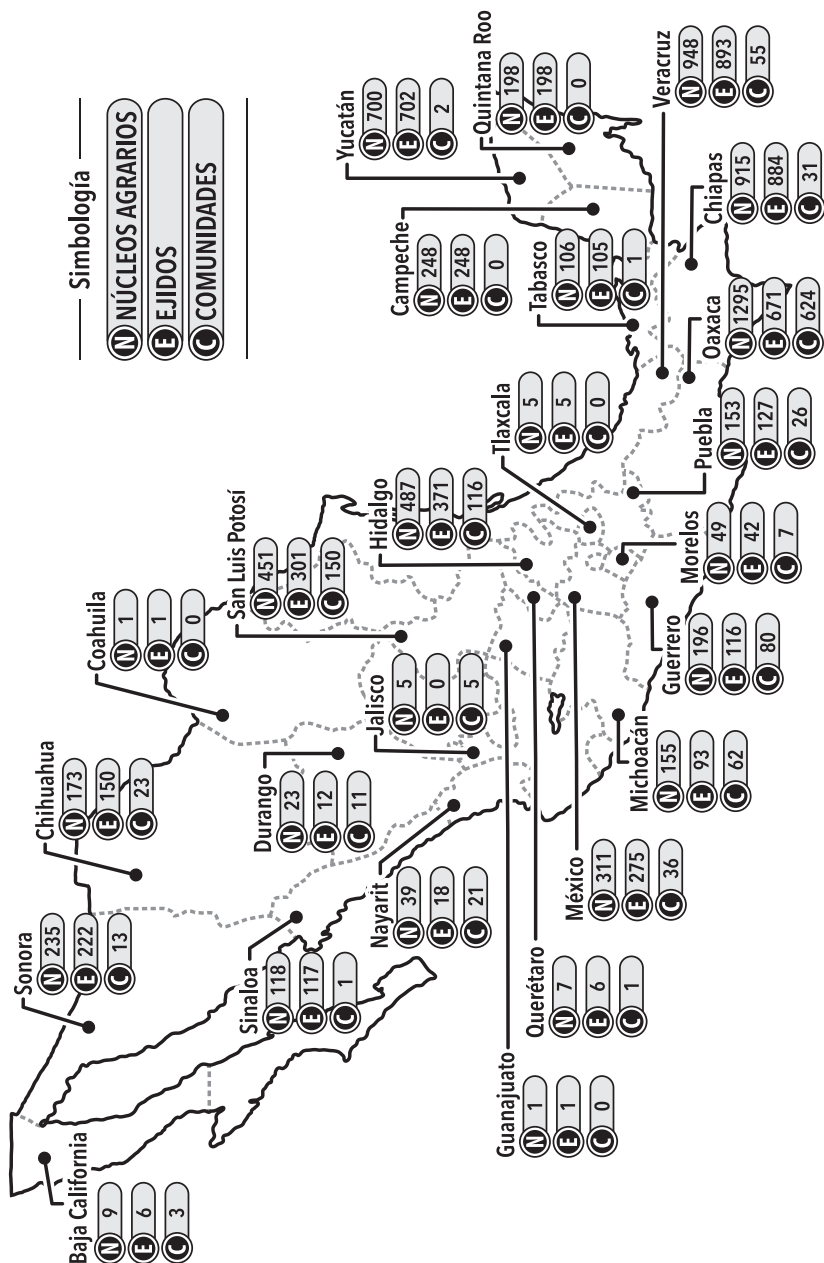 Simbología
N NÚCLEOS AGRARIOS
E EJIDOS
C COMUNIDADES
Baja California
N 9
E 6
C 3
Sonora
N 235
E 222
C 13
Chihuahua
N 173
E 150
C 23
Coahuila
N 1
E 1
C 0
San Luis Potosí
N 451
E 301
C 150
Hidalgo
N 487
E 371
C 116
Tlaxcala
N 5
E 5
C 0
Campeche
N 248
E 248
C 0
Yucatán
N 700
E 702
C 2
Quintana Roo
N 198
E 198
C 0
Tabasco
N 106
E 105
C 1
Veracruz
N 948
E 893
C 55
Chiapas
N 915
E 884
C 31
Oaxaca
N 1295
E 671
C 624
Puebla
N 153
E 127
C 26
Morelos
N 49
E 42
C 7
Guerrero
N 196
E 116
C 80
Michoacán
N 155
E 93
C 62
México
N 311
E 275
C 36
Querétaro
N 7
E 6
C 1
Guanajuato
N 1
E 1
C 0
Nayarit
N 39
E 18
C 21
Jalisco
N 5
E 0
C 5
Durango
N 23
E 12
C 11
Sinaloa
N 118
E 117
C 1